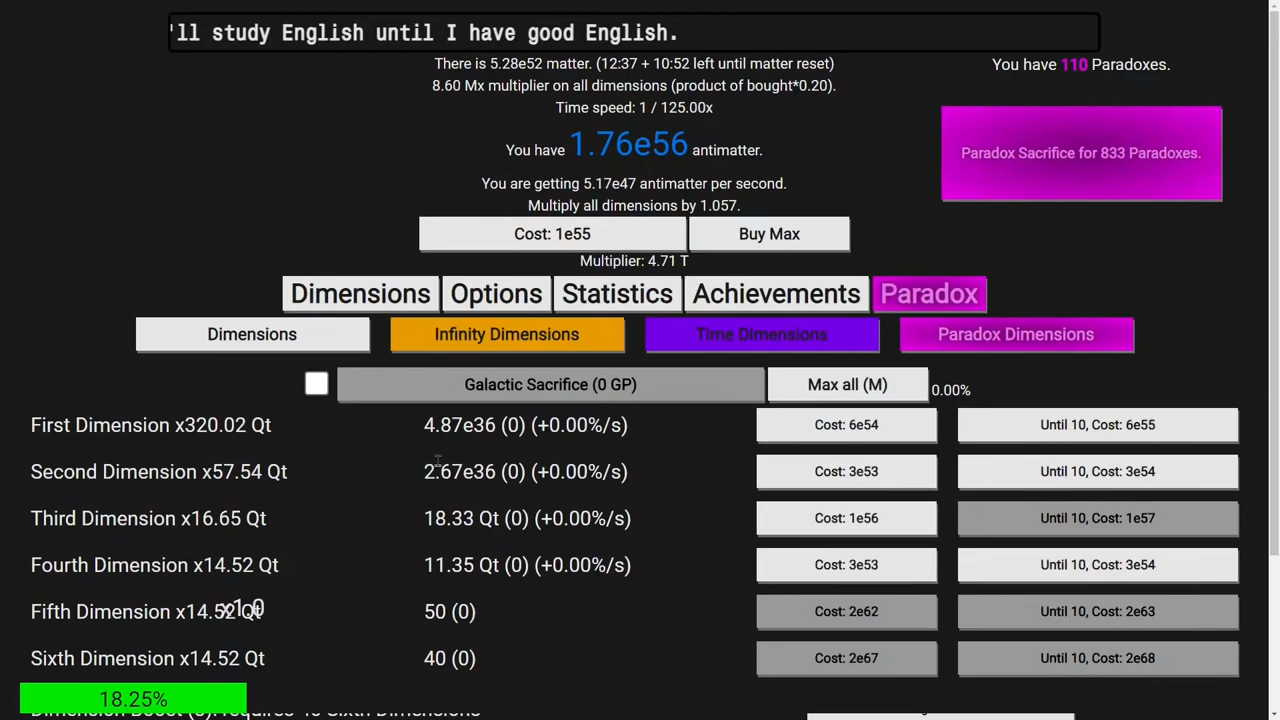 'll study English until I have good English.
There is 5.28e52 matter. (12:37 + 10:52 left until matter reset)
You have 110 Paradoxes.
8.60 Mx multiplier on all dimensions (product of bought*0.20).
Time speed: 1 / 125.00x
Paradox Sacrifice for 833 Paradoxes.
You have 1.76e56 antimatter.
You are getting 5.17e47 antimatter per second.
Multiply all dimensions by 1.057.
Cost: 1e55 Buy Max
Multiplier: 4.71 T
Dimensions Options Statistics Achievements Paradox
Dimensions Infinity Dimensions Time Dimensions Paradox Dimensions
Galactic Sacrifice (0 GP) Max all (M) 0.00%
First Dimension x320.02 Qt 4.87e36 (0) (+0.00%/s) Cost: 6e54 Until 10, Cost: 6e55
Second Dimension x57.54 Qt 2.67e36 (0) (+0.00%/s) Cost: 3e53 Until 10, Cost: 3e54
Third Dimension x16.65 Qt 18.33 Qt (0) (+0.00%/s) Cost: 1e56 Until 10, Cost: 1e57
Fourth Dimension x14.52 Qt 11.35 Qt (0) (+0.00%/s) Cost: 3e53 Until 10, Cost: 3e54
x1.0
Fifth Dimension x14.52 Qt 50 (0) Cost: 2e62 Until 10, Cost: 2e63
Sixth Dimension x14.52 Qt 40 (0) Cost: 2e67 Until 10, Cost: 2e68
18.25%